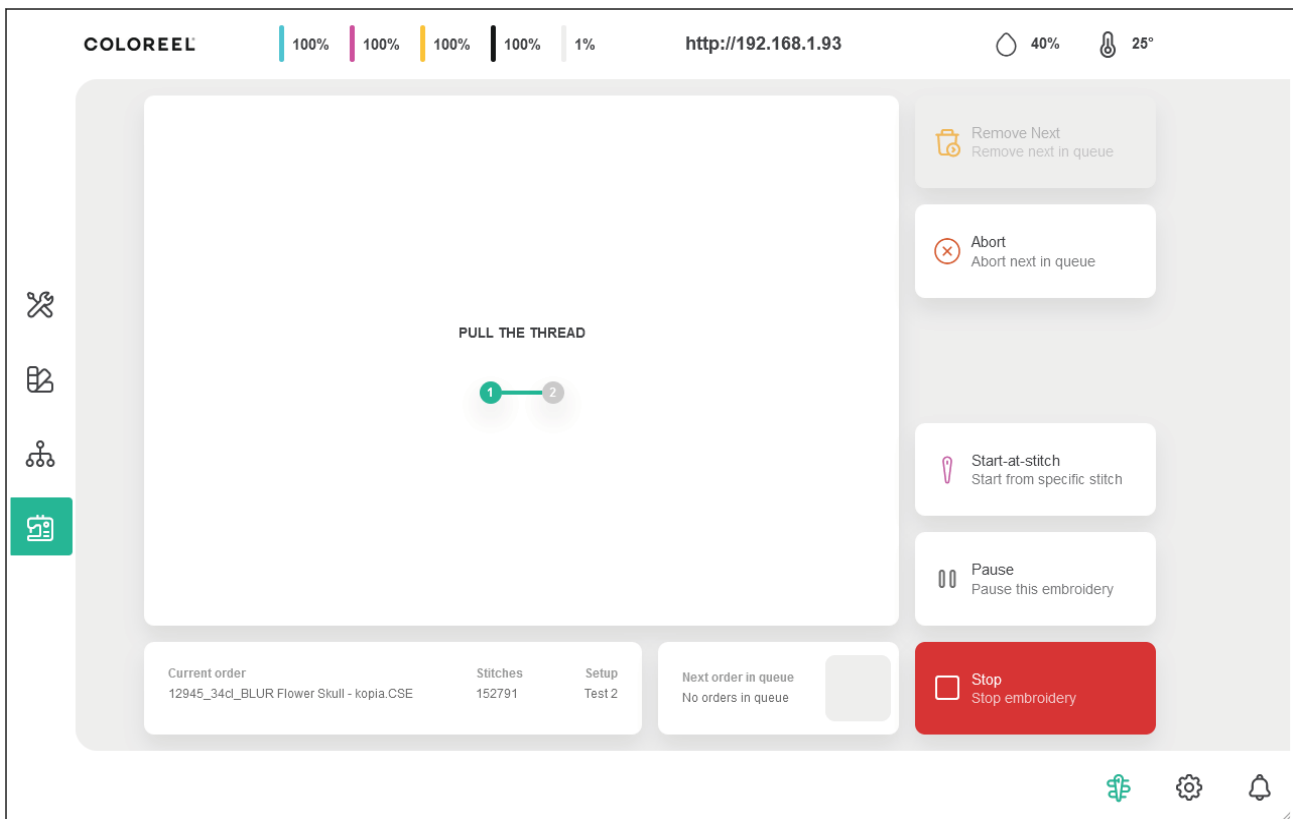 COLOREEL
100% 100% 100% 100% 1%
http://192.168.1.93
40% 25°
Remove Next
Remove next in queue
Abort
Abort next in queue
PULL THE THREAD
1 2
Start-at-stitch
Start from specific stitch
Pause
Pause this embroidery
Current order Stitches Setup
12945_34cl_BLUR Flower Skull - kopia.CSE 152791 Test 2
Next order in queue
No orders in queue
Stop
Stop embroidery